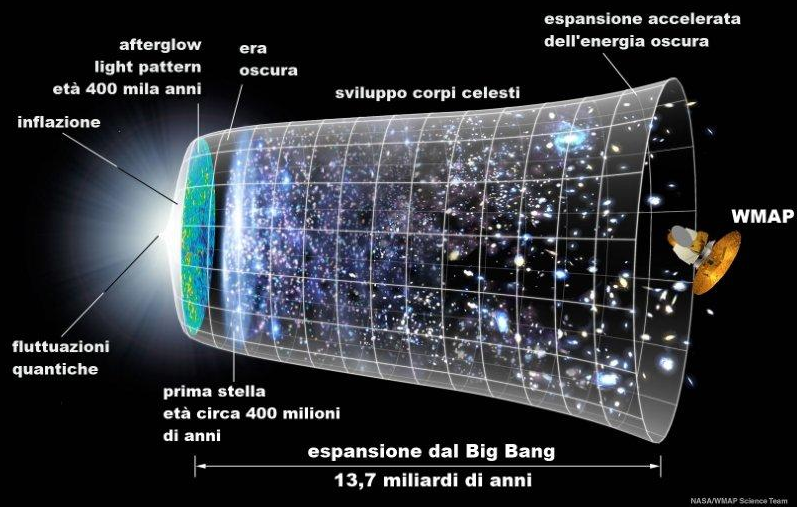 espansione accelerata
dell'energia oscura
afterglow
light pattern
età 400 mila anni
era
oscura
sviluppo corpi celesti
inflazione
WMAP
fluttuazioni
quantiche
prima stella
età circa 400 milioni
di anni
espansione dal Big Bang
13,7 miliardi di anni
NASA/WMAP Science Team